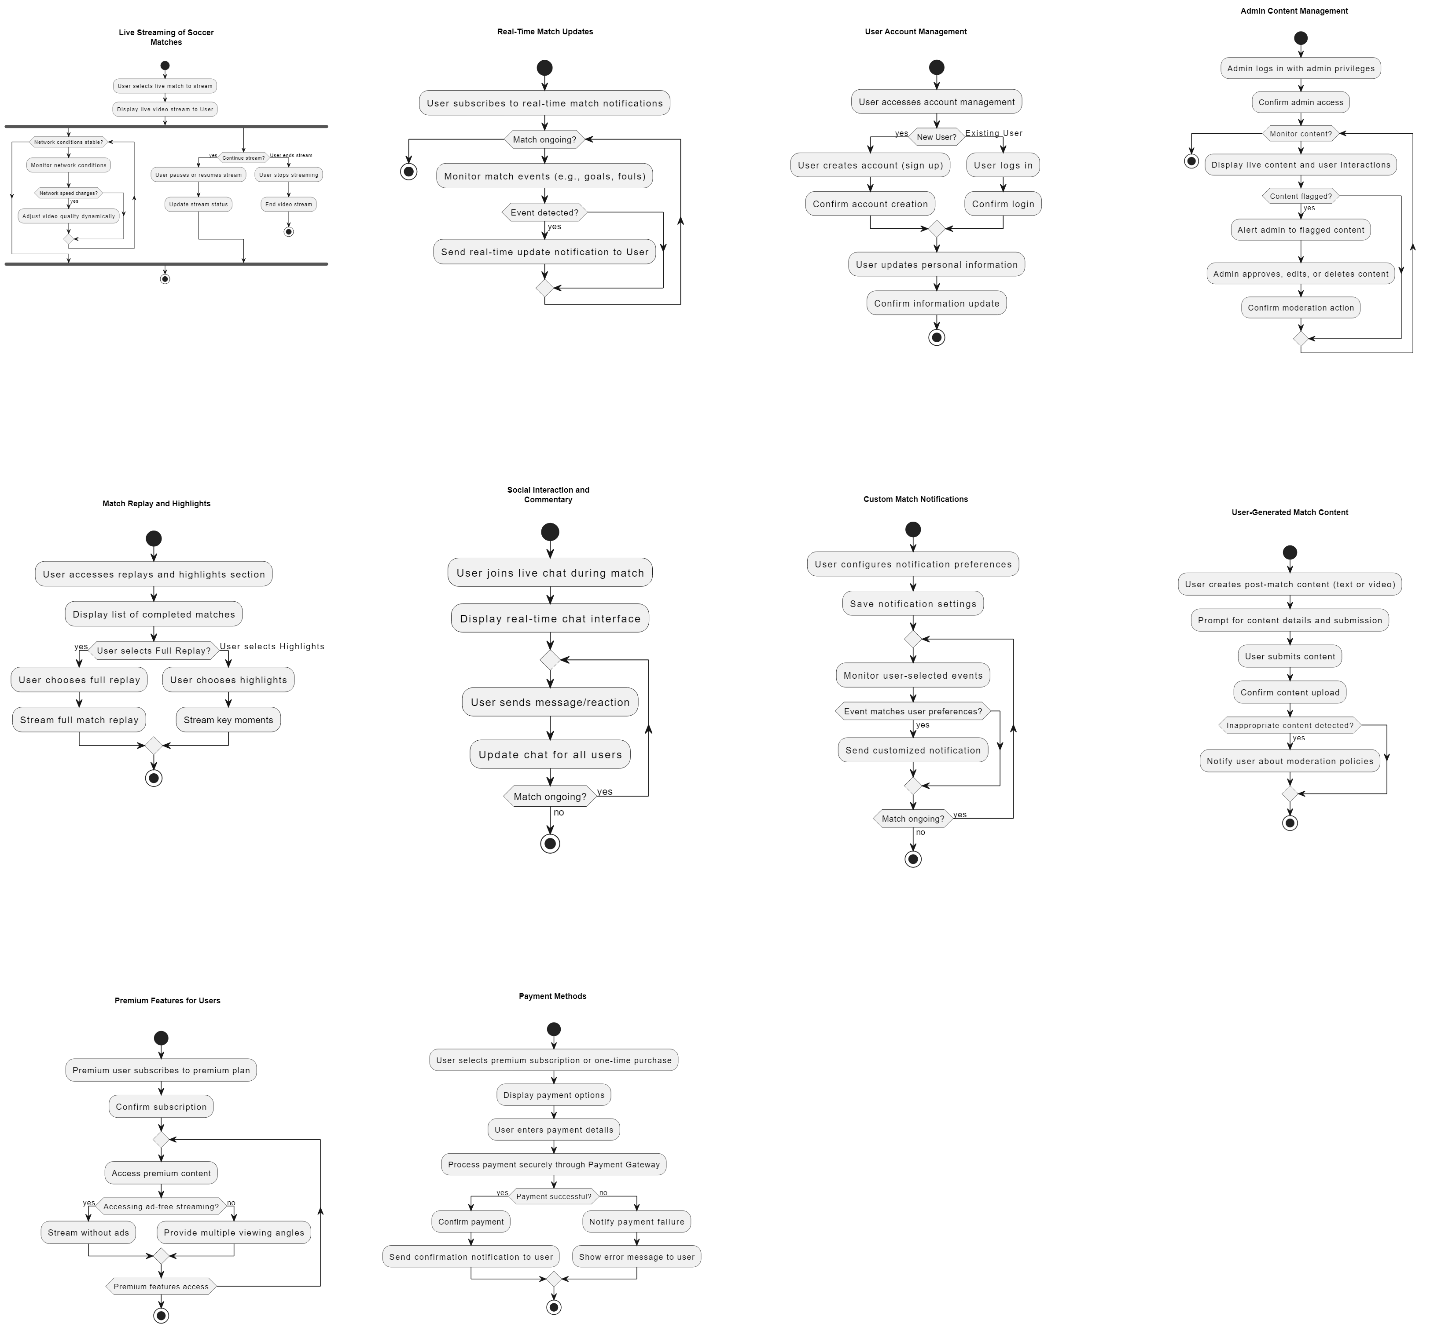 Live Streaming of Soccer
Matches
User selects live match to stream
Display live video stream to User
Network conditions stable?
Monitor network conditions
Network speed changes?
yes
Adjust video quality dynamically
yes
Continue stream?
User ends stream
User pauses or resumes stream
User stops streaming
Update stream status
End video stream
Real-Time Match Updates
User subscribes to real-time match notifications
Match ongoing?
Monitor match events (e.g., goals, fouls)
Event detected?
yes
Send real-time update notification to User
User Account Management
User accesses account management
yes
New User?
Existing User
User creates account (sign up)
User logs in
Confirm account creation
Confirm login
User updates personal information
Confirm information update
Admin Content Management
Admin logs in with admin privileges
Confirm admin access
Monitor content?
Display live content and user interactions
Content flagged?
yes
Alert admin to flagged content
Admin approves, edits, or deletes content
Confirm moderation action
Match Replay and Highlights
User accesses replays and highlights section
Display list of completed matches
yes
User selects Full Replay?
User selects Highlights
User chooses full replay
User chooses highlights
Stream full match replay
Stream key moments
Social Interaction and
Commentary
User joins live chat during match
Display real-time chat interface
User sends message/reaction
Update chat for all users
Match ongoing?
yes
no
Custom Match Notifications
User configures notification preferences
Save notification settings
Monitor user-selected events
Event matches user preferences?
yes
Send customized notification
Match ongoing?
yes
no
User-Generated Match Content
User creates post-match content (text or video)
Prompt for content details and submission
User submits content
Confirm content upload
Inappropriate content detected?
yes
Notify user about moderation policies
Premium Features for Users
Premium user subscribes to premium plan
Confirm subscription
Access premium content
yes
Accessing ad-free streaming?
no
Stream without ads
Provide multiple viewing angles
Premium features access
Payment Methods
User selects premium subscription or one-time purchase
Display payment options
User enters payment details
Process payment securely through Payment Gateway
yes
Payment successful?
no
Confirm payment
Notify payment failure
Send confirmation notification to user
Show error message to user